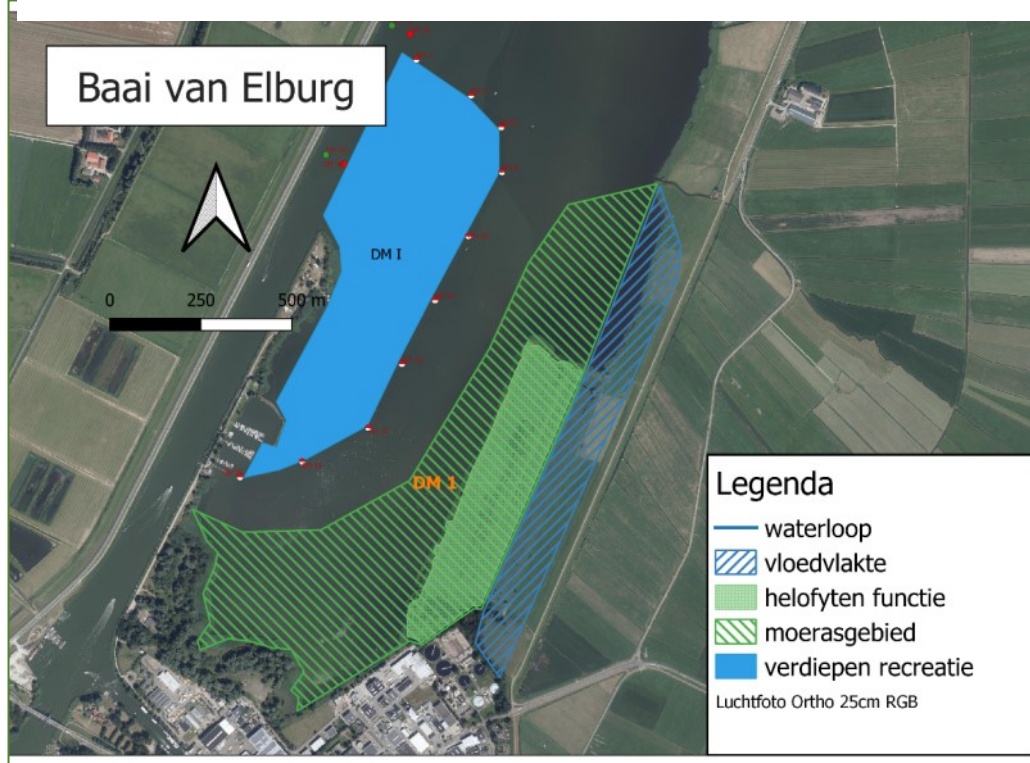 Baai van Elburg
DM I
0 250 500 m
DM 1
Legenda
waterloop
vloedvlakte
helofyten functie
moerasgebied
verdiepen recreatie
Luchtfoto Ortho 25cm RGB